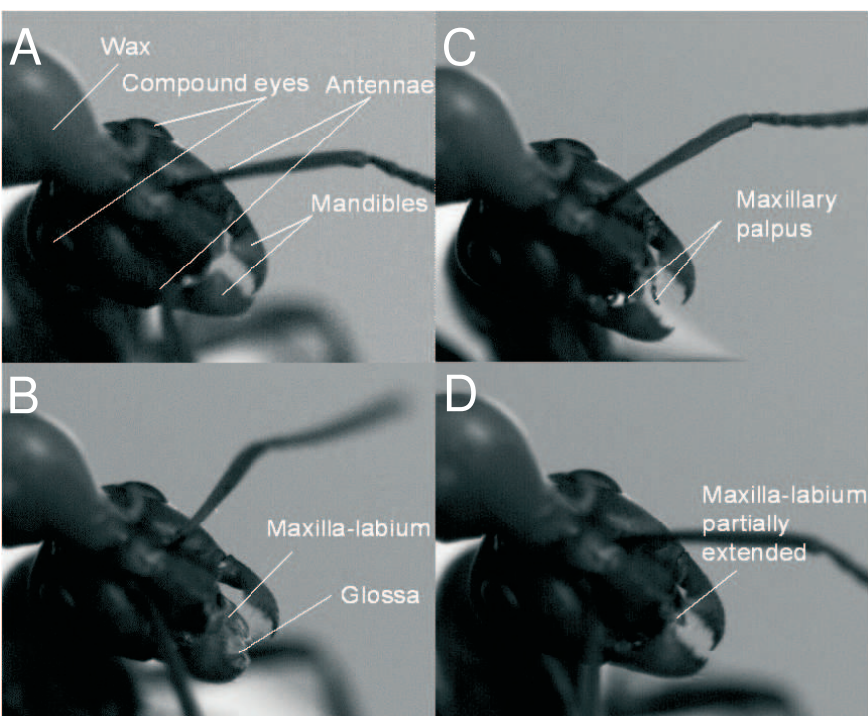 A
Wax
Compound eyes
Antennae
Mandibles
C
Maxillary
palpus
B
Maxilla-labium
Glossa
D
Maxilla-labium
partially
extended